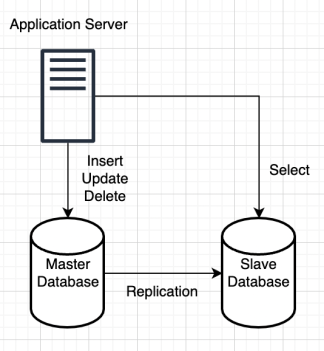 Application Server
Insert
Update
Delete
Select
Master
Database
Slave
Database
Replication